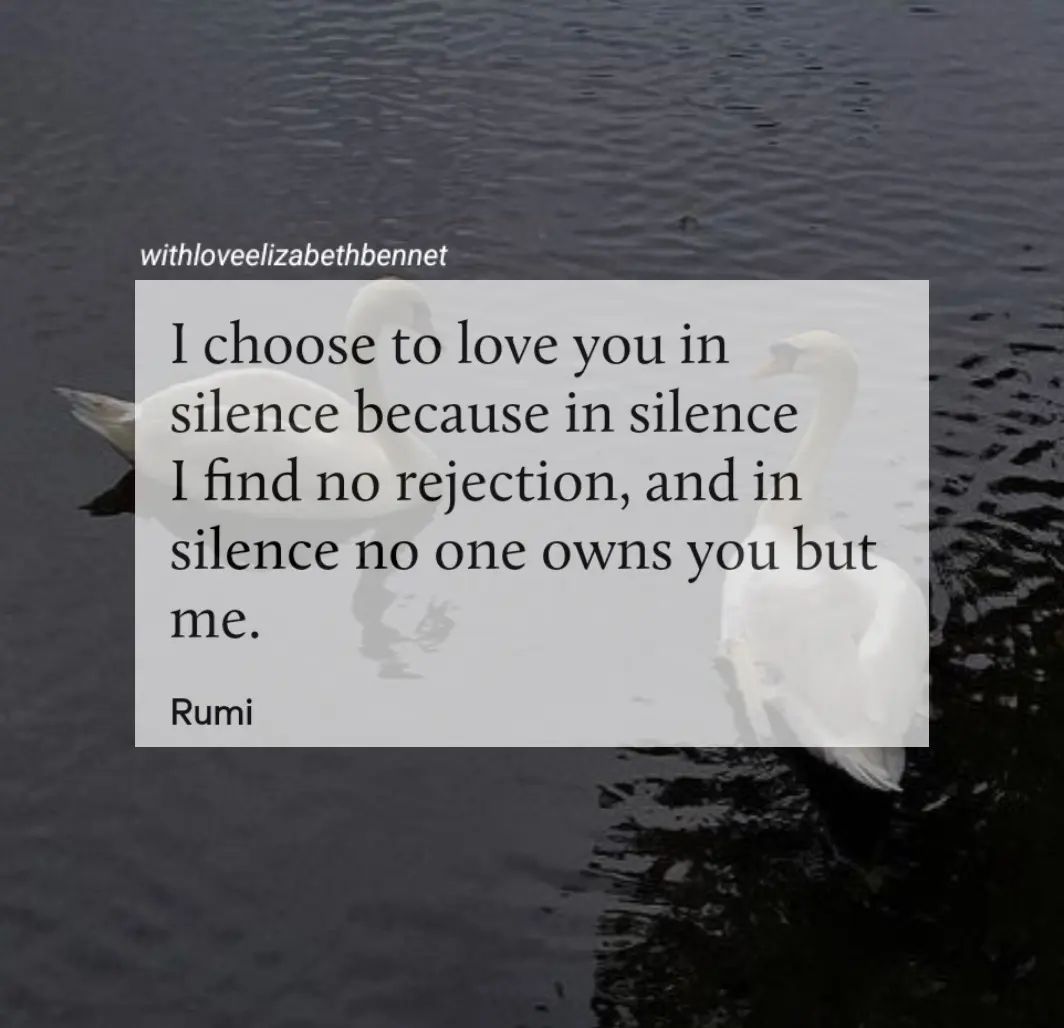 withloveelizabethbennet
I choose to love you in
silence because in silence
I find no rejection, and in
silence no one owns you but
me.
Rumi